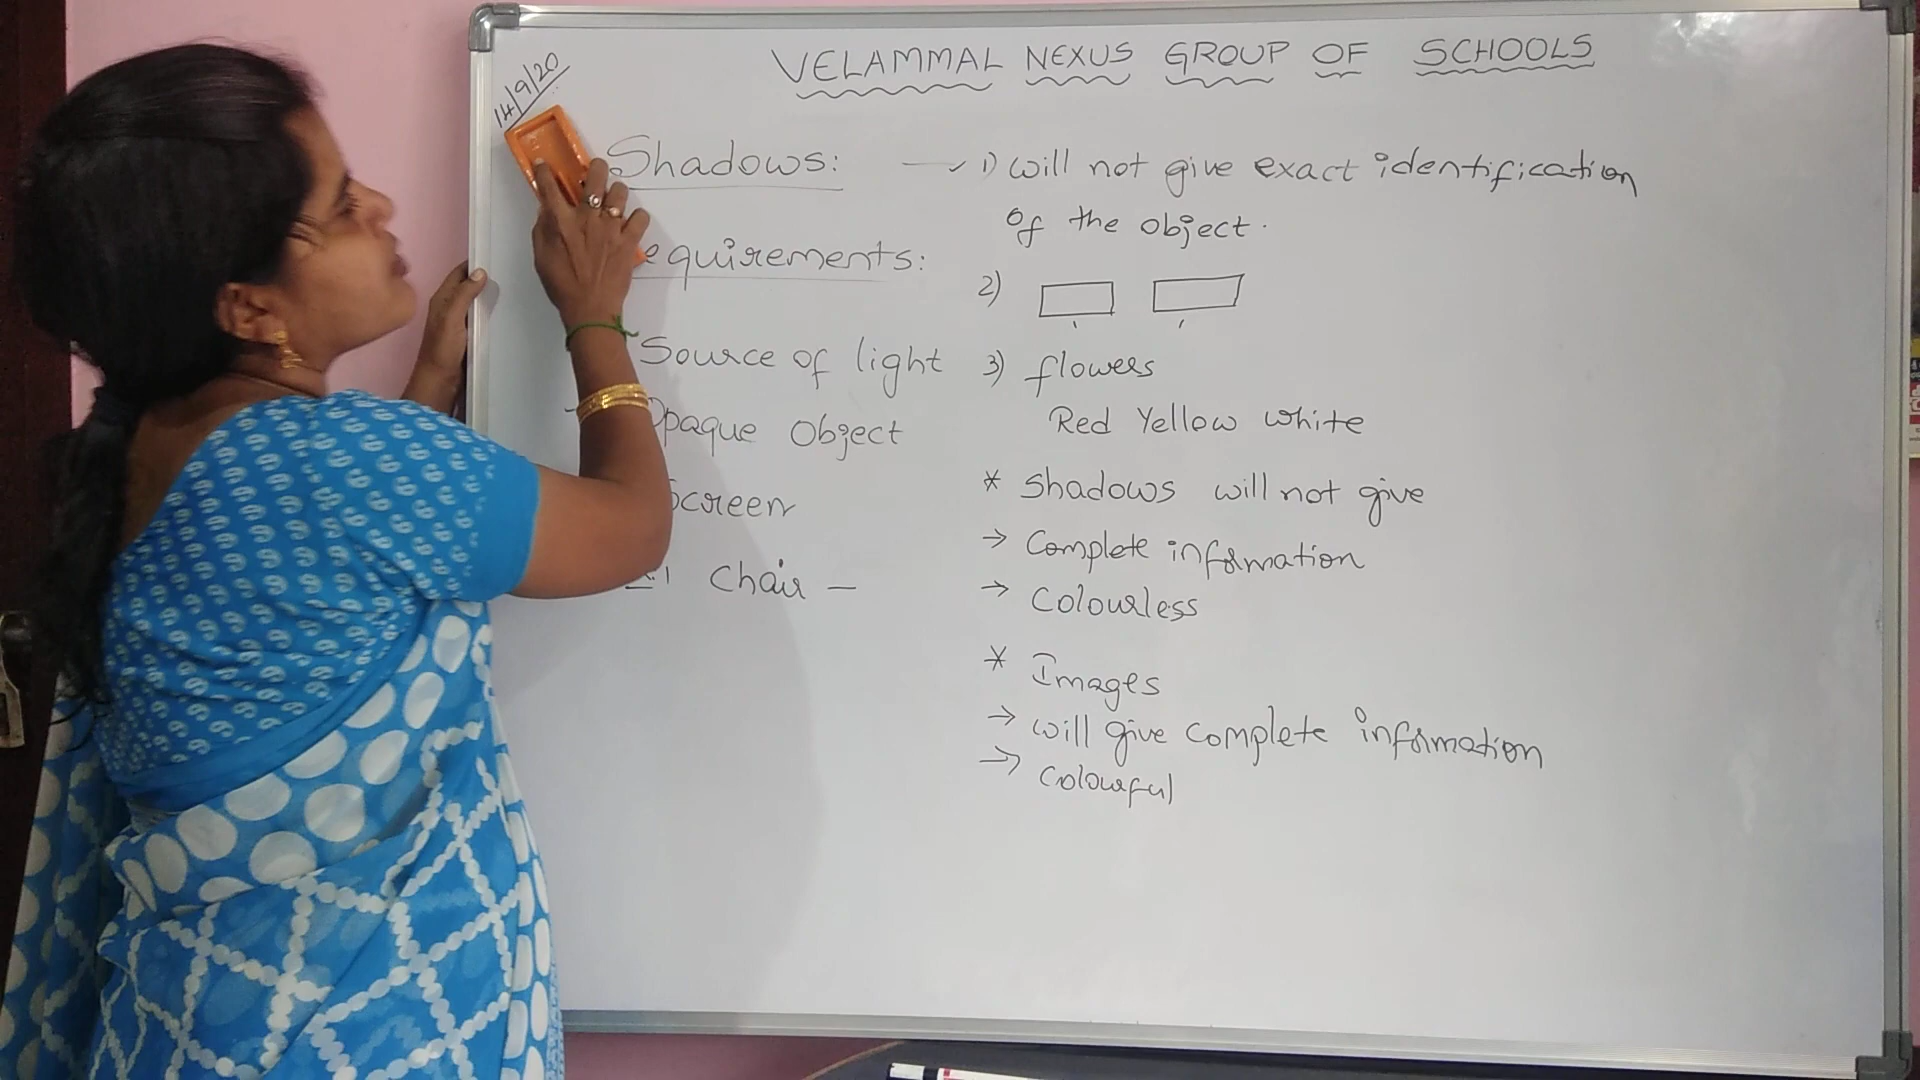 VELAMMAL NEXUS GROUP OF SCHOOLS
14/9/20
Shadows:
equirements:
Source of light
Opaque Object
Screen
Chair —
1) will not give exact identification
of the object.
2)
3) flowers
Red Yellow white
* Shadows will not give
→ Complete information
→ Colourless
* Images
→ will give complete information
→ Colourful